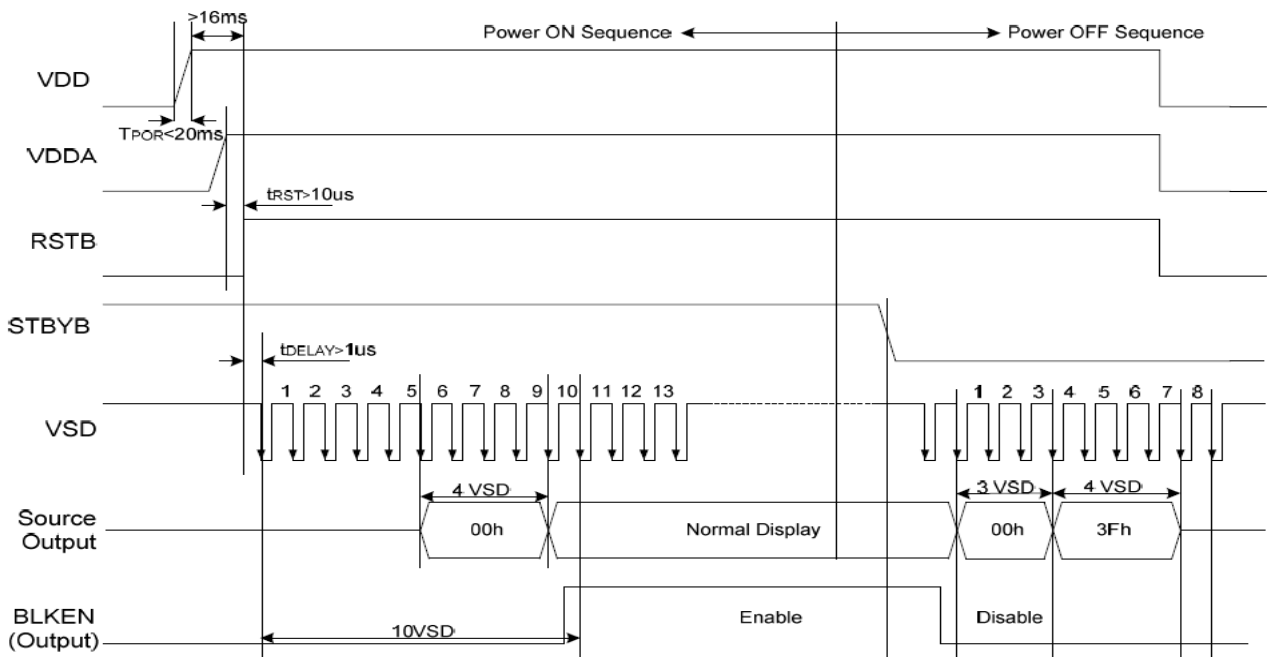 >16ms
Power ON Sequence
Power OFF Sequence
VDD
TPOR<20ms
VDDA
tRST>10us
RSTB
STBYB
tDELAY>1us
1 2 3 4 5 6 7 8 9 10 11 12 13
1 2 3 4 5 6 7 8
VSD
4 VSD
3 VSD
4 VSD
Source
Output
00h
Normal Display
00h
3Fh
BLKEN
(Output)
10VSD
Enable
Disable